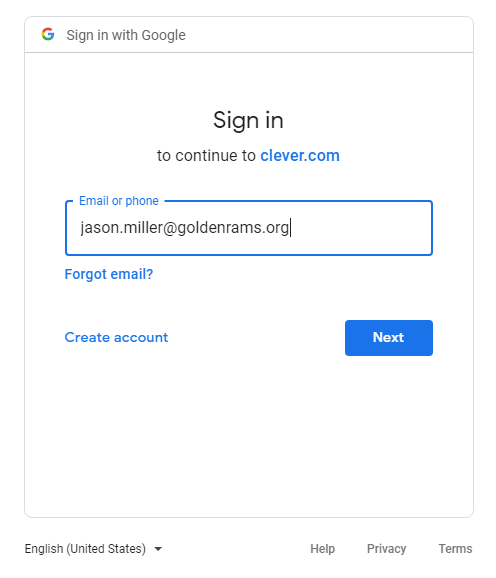 Sign in with Google
Sign in
to continue to clever.com
Email or phone
jason.miller@goldenrams.org
Forgot email?
Create account
Next
English (United States)
Help
Privacy
Terms